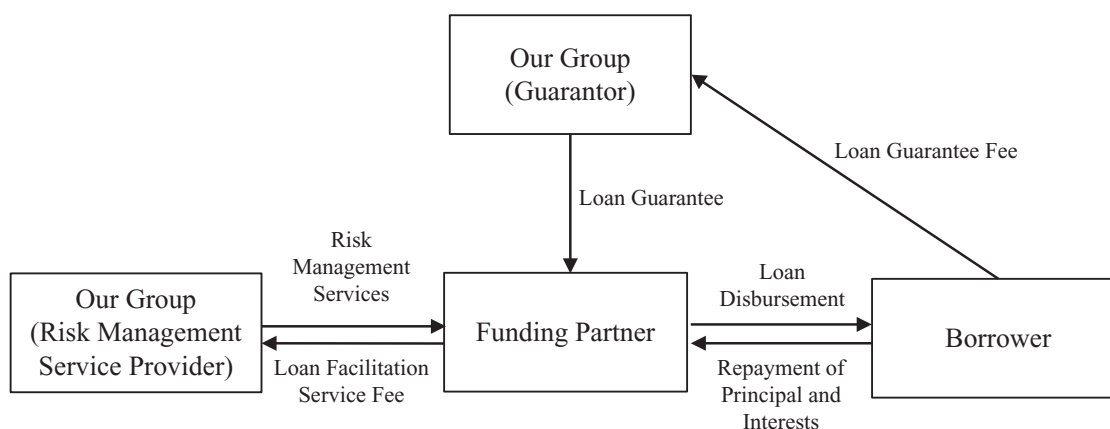 Our Group
(Guarantor)
Loan Guarantee Fee
Loan Guarantee
Risk
Management
Services
Our Group
(Risk Management
Service Provider)
Loan Facilitation
Service Fee
Funding Partner
Loan
Disbursement
Repayment of
Principal and
Interests
Borrower